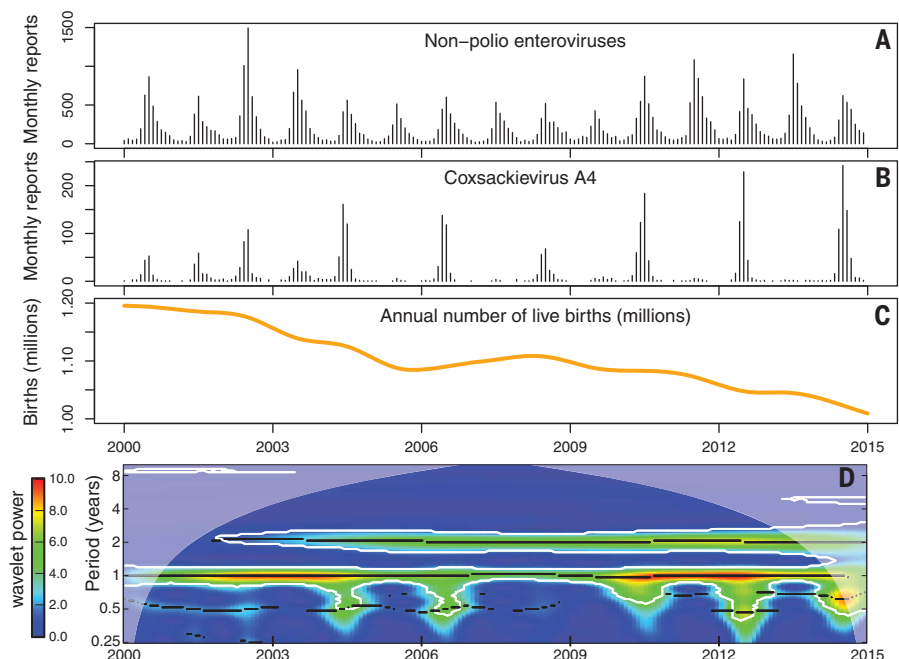 A
Non–polio enteroviruses
Monthly reports
1500
500
0
B
Coxsackievirus A4
Monthly reports
200
100
0
C
Annual number of live births (millions)
Births (millions)
1.20
1.10
1.00
2000 2003 2006 2009 2012 2015
D
wavelet power
10.0
8.0
6.0
4.0
2.0
0.0
Period (years)
8
4
2
1
0.5
0.25
2000 2003 2006 2009 2012 2015